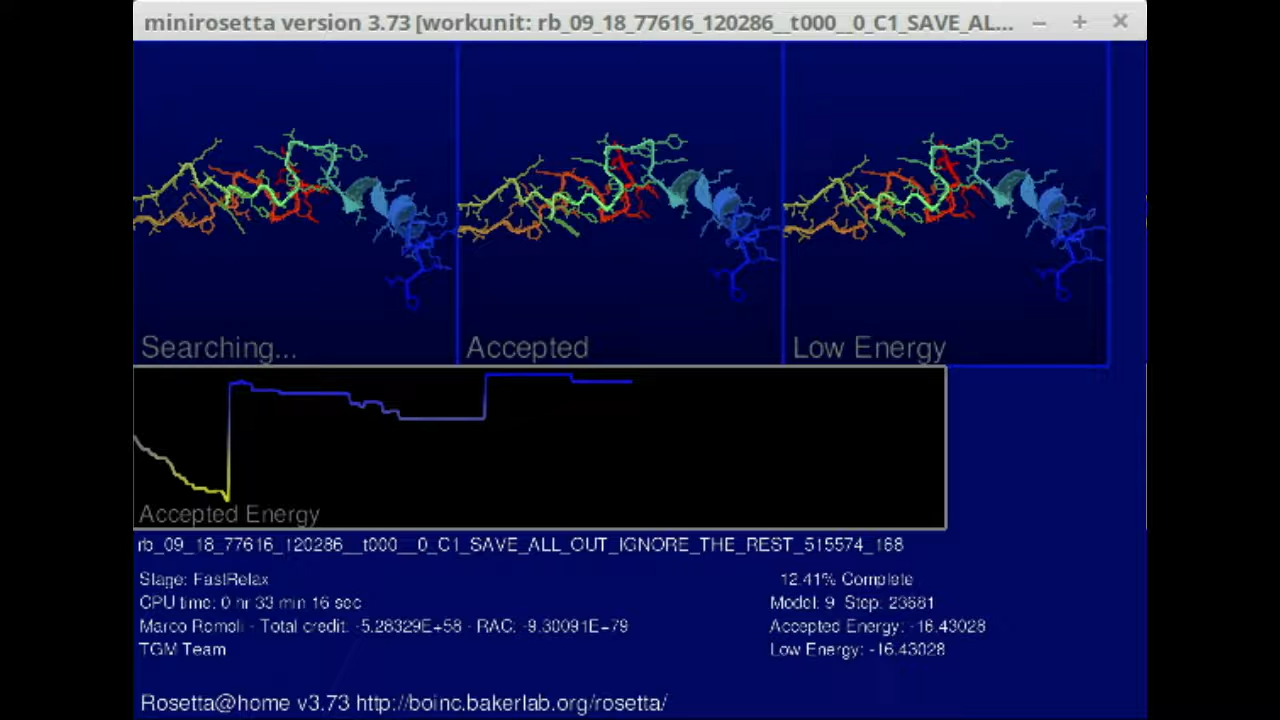 minirosetta version 3.73 [workunit: rb_09_18_77616_120286__t000__0_C1_SAVE_AL...
Searching...
Accepted
Low Energy
Accepted Energy
rb_09_18_77616_120286__t000__0_C1_SAVE_ALL_OUT_IGNORE_THE_REST_515574_188
Stage: FastRelax
12.41% Complete
CPU time: 0 hr 33 min 16 sec
Model: 9 Step: 23681
Marco Romoli - Total credit: -5.28329E+58 - RAC: -9.30091E+79
Accepted Energy: -16.43028
TGM Team
Low Energy: -16.43028
Rosetta@home v3.73 http://boinc.bakerlab.org/rosetta/